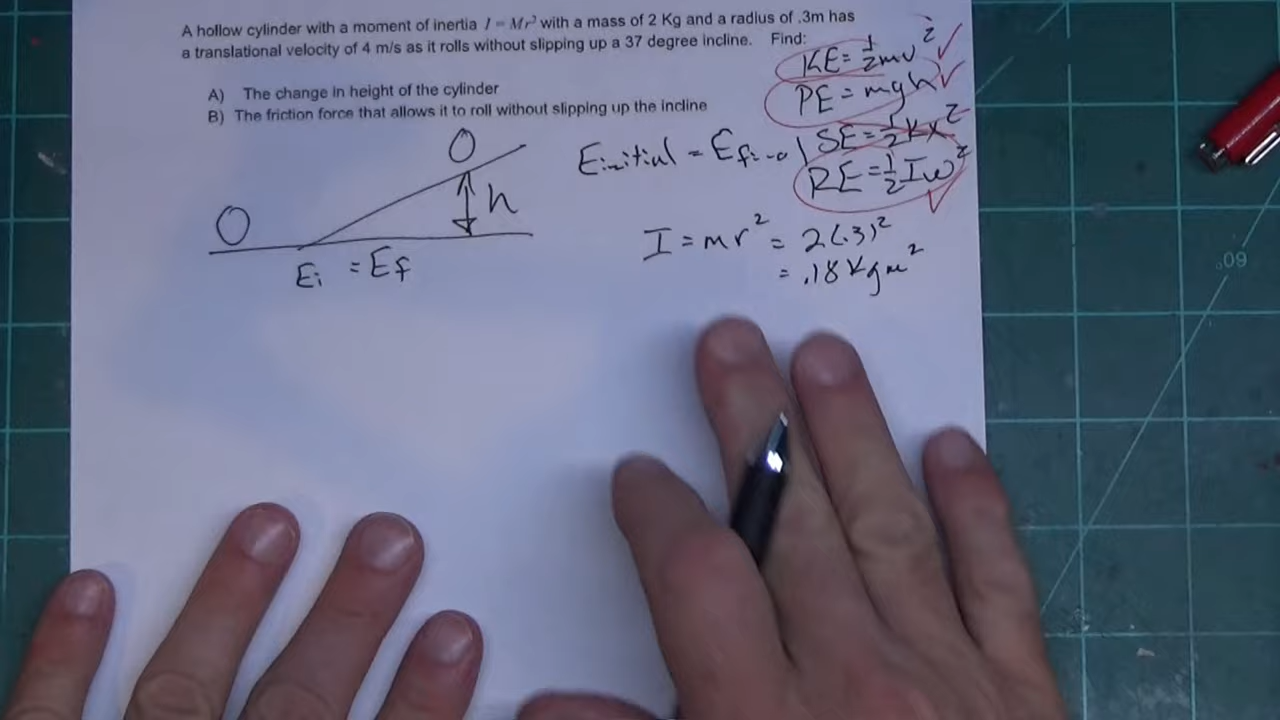 A hollow cylinder with a moment of inertia I = Mr² with a mass of 2 Kg and a radius of .3m has
a translational velocity of 4 m/s as it rolls without slipping up a 37 degree incline. Find:
A) The change in height of the cylinder
B) The friction force that allows it to roll without slipping up the incline
KE = ½mv²
PE = mgh
SE = ½Kx²
RE = ½Iω²
Einitial = Efinal
h
Ei = Ef
I = mr² = 2(.3)²
= .18 Kgm²
60